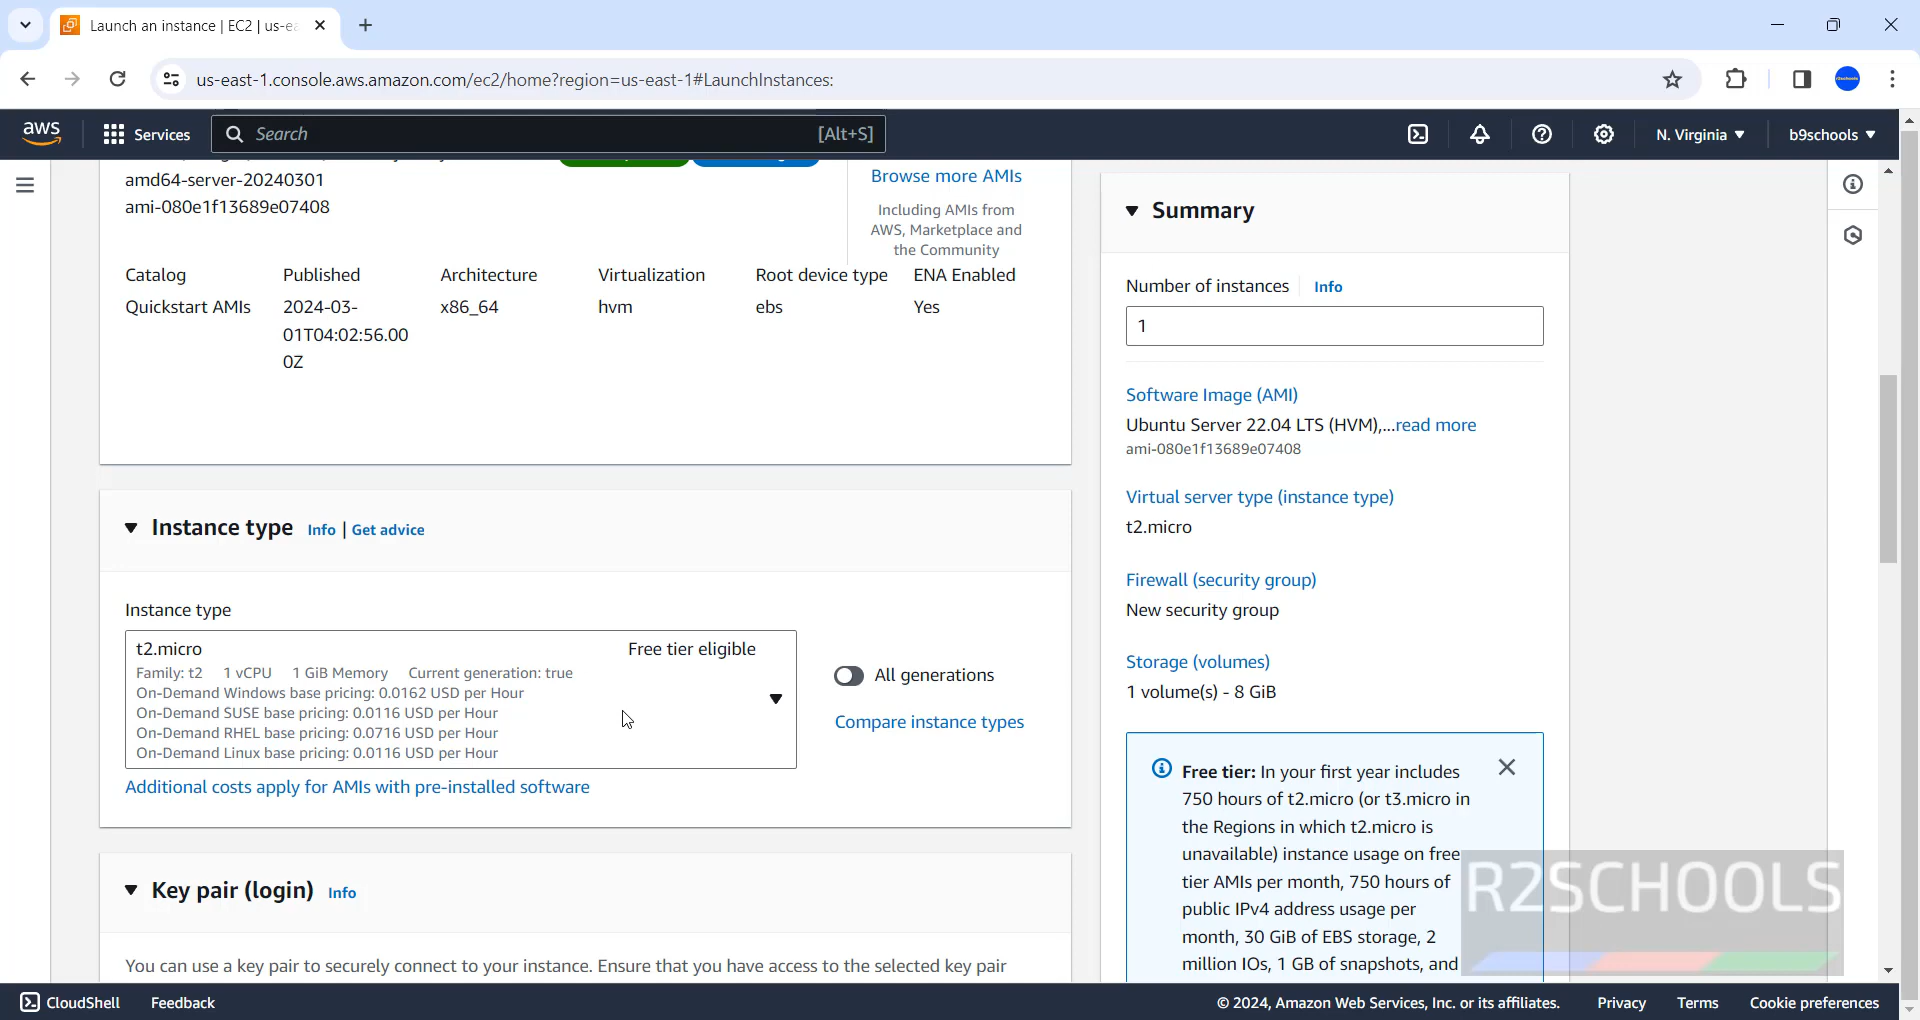 Launch an instance | EC2 | us-ea
us-east-1.console.aws.amazon.com/ec2/home?region=us-east-1#LaunchInstances:
aws
Services
Search
[Alt+S]
N. Virginia
b9schools
amd64-server-20240301
ami-080e1f13689e07408
Browse more AMIs
Including AMIs from
AWS, Marketplace and
the Community
Catalog Published Architecture Virtualization Root device type ENA Enabled
Quickstart AMIs 2024-03- x86_64 hvm ebs Yes
01T04:02:56.00
0Z
Instance type Info | Get advice
Instance type
t2.micro Free tier eligible
Family: t2 1 vCPU 1 GiB Memory Current generation: true
On-Demand Windows base pricing: 0.0162 USD per Hour
On-Demand SUSE base pricing: 0.0116 USD per Hour
On-Demand RHEL base pricing: 0.0716 USD per Hour
On-Demand Linux base pricing: 0.0116 USD per Hour
All generations
Compare instance types
Additional costs apply for AMIs with pre-installed software
Key pair (login) Info
You can use a key pair to securely connect to your instance. Ensure that you have access to the selected key pair
Summary
Number of instances Info
1
Software Image (AMI)
Ubuntu Server 22.04 LTS (HVM),...read more
ami-080e1f13689e07408
Virtual server type (instance type)
t2.micro
Firewall (security group)
New security group
Storage (volumes)
1 volume(s) - 8 GiB
Free tier: In your first year includes
750 hours of t2.micro (or t3.micro in
the Regions in which t2.micro is
unavailable) instance usage on free
tier AMIs per month, 750 hours of
public IPv4 address usage per
month, 30 GiB of EBS storage, 2
million IOs, 1 GB of snapshots, and
R2SCHOOLS
CloudShell Feedback
© 2024, Amazon Web Services, Inc. or its affiliates. Privacy Terms Cookie preferences